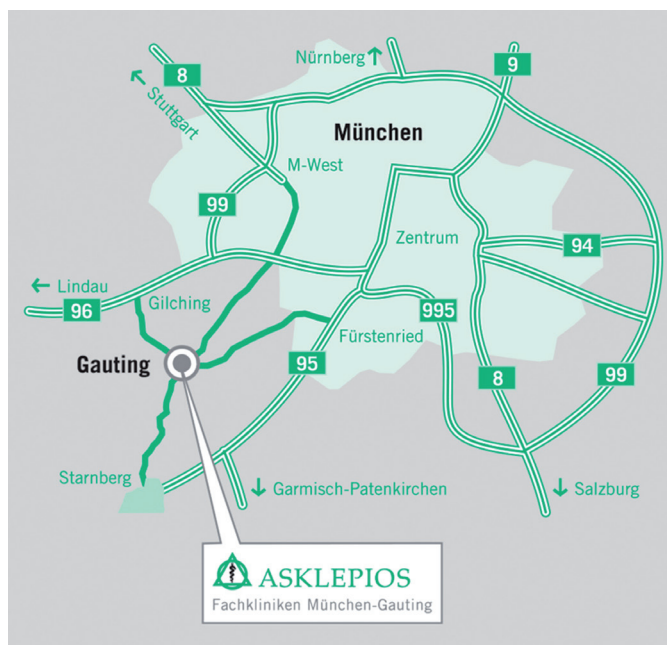 Nürnberg ↑
9
8
← Stuttgart
München
M-West
99
Zentrum
94
← Lindau
96
Gilching
995
Fürstenried
Gauting
95
8
99
Starnberg
↓ Garmisch-Patenkirchen
↓ Salzburg
ASKLEPIOS
Fachkliniken München-Gauting